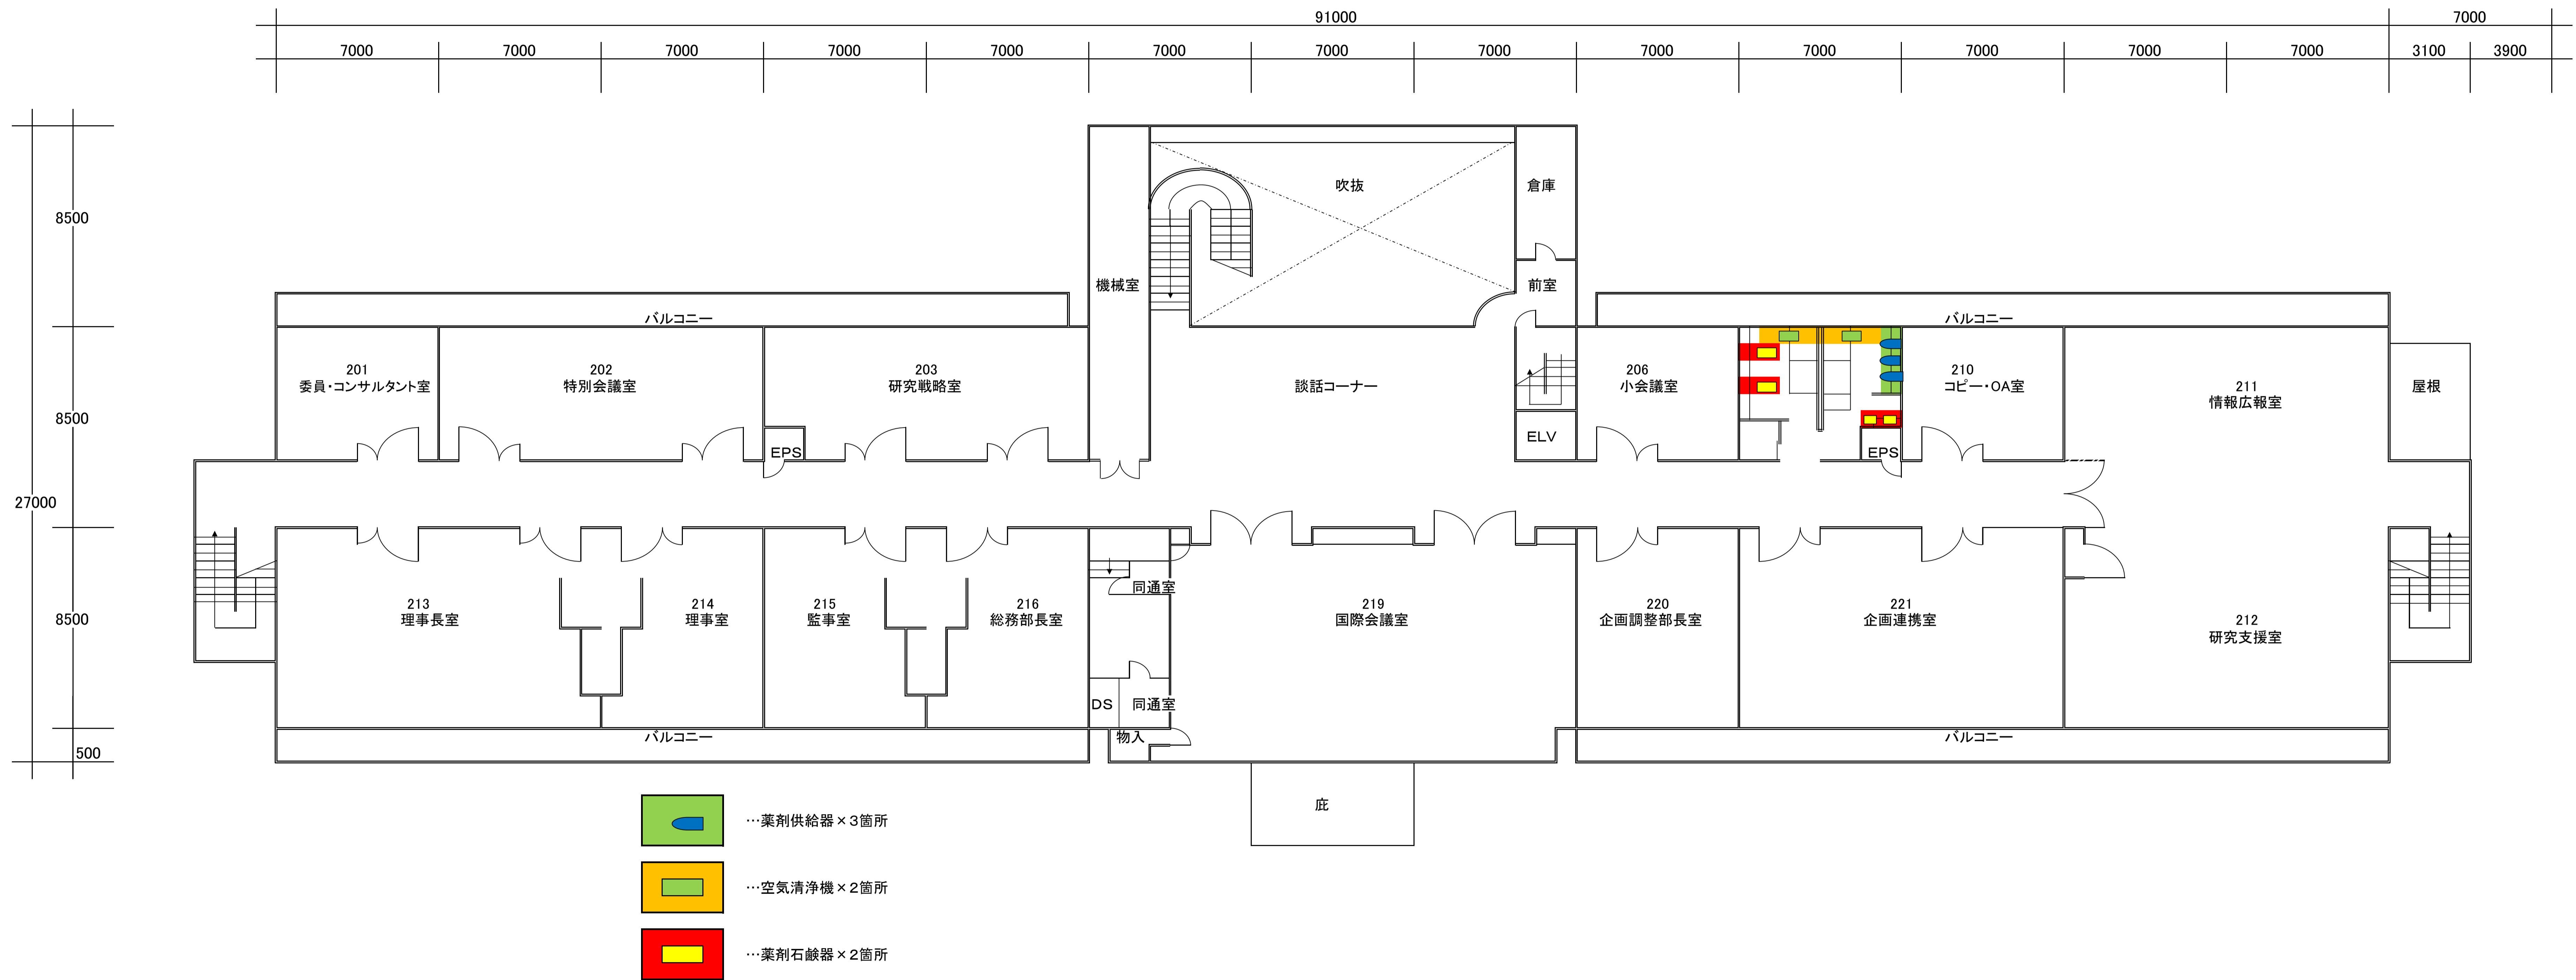 91000
7000
7000
7000
7000
7000
7000
7000
7000
7000
7000
7000
7000
7000
7000
3100
3900
8500
8500
27000
8500
500
吹抜
倉庫
機械室
前室
バルコニー
バルコニー
201
委員・コンサルタント室
202
特別会議室
203
研究戦略室
談話コーナー
206
小会議室
210
コピー・OA室
211
情報広報室
屋根
EPS
ELV
EPS
213
理事長室
214
理事室
215
監事室
216
総務部長室
同通室
219
国際会議室
220
企画調整部長室
221
企画連携室
212
研究支援室
DS
同通室
バルコニー
物入
バルコニー
庇
…薬剤供給器×3箇所
…空気清浄機×2箇所
…薬剤石鹸器×2箇所